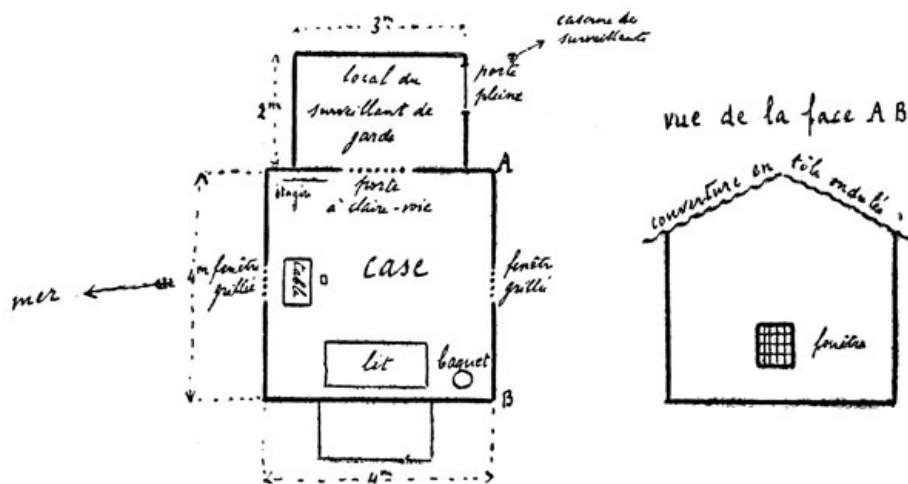 3m
caserne de
surveillants
2m
local du
surveillant de
garde
porte
pleine
A
étagère
porte
à claire-voie
4m
mer
fenêtre
grillée
table
CASE
fenêtre
grillée
lit
baquet
B
4m
vue de la face A B
couverture en tôle ondulée
fenêtre